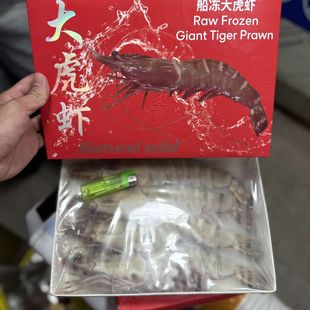 大虎虾
船冻大虎虾
Raw Frozen
Giant Tiger Prawn
Natural wild